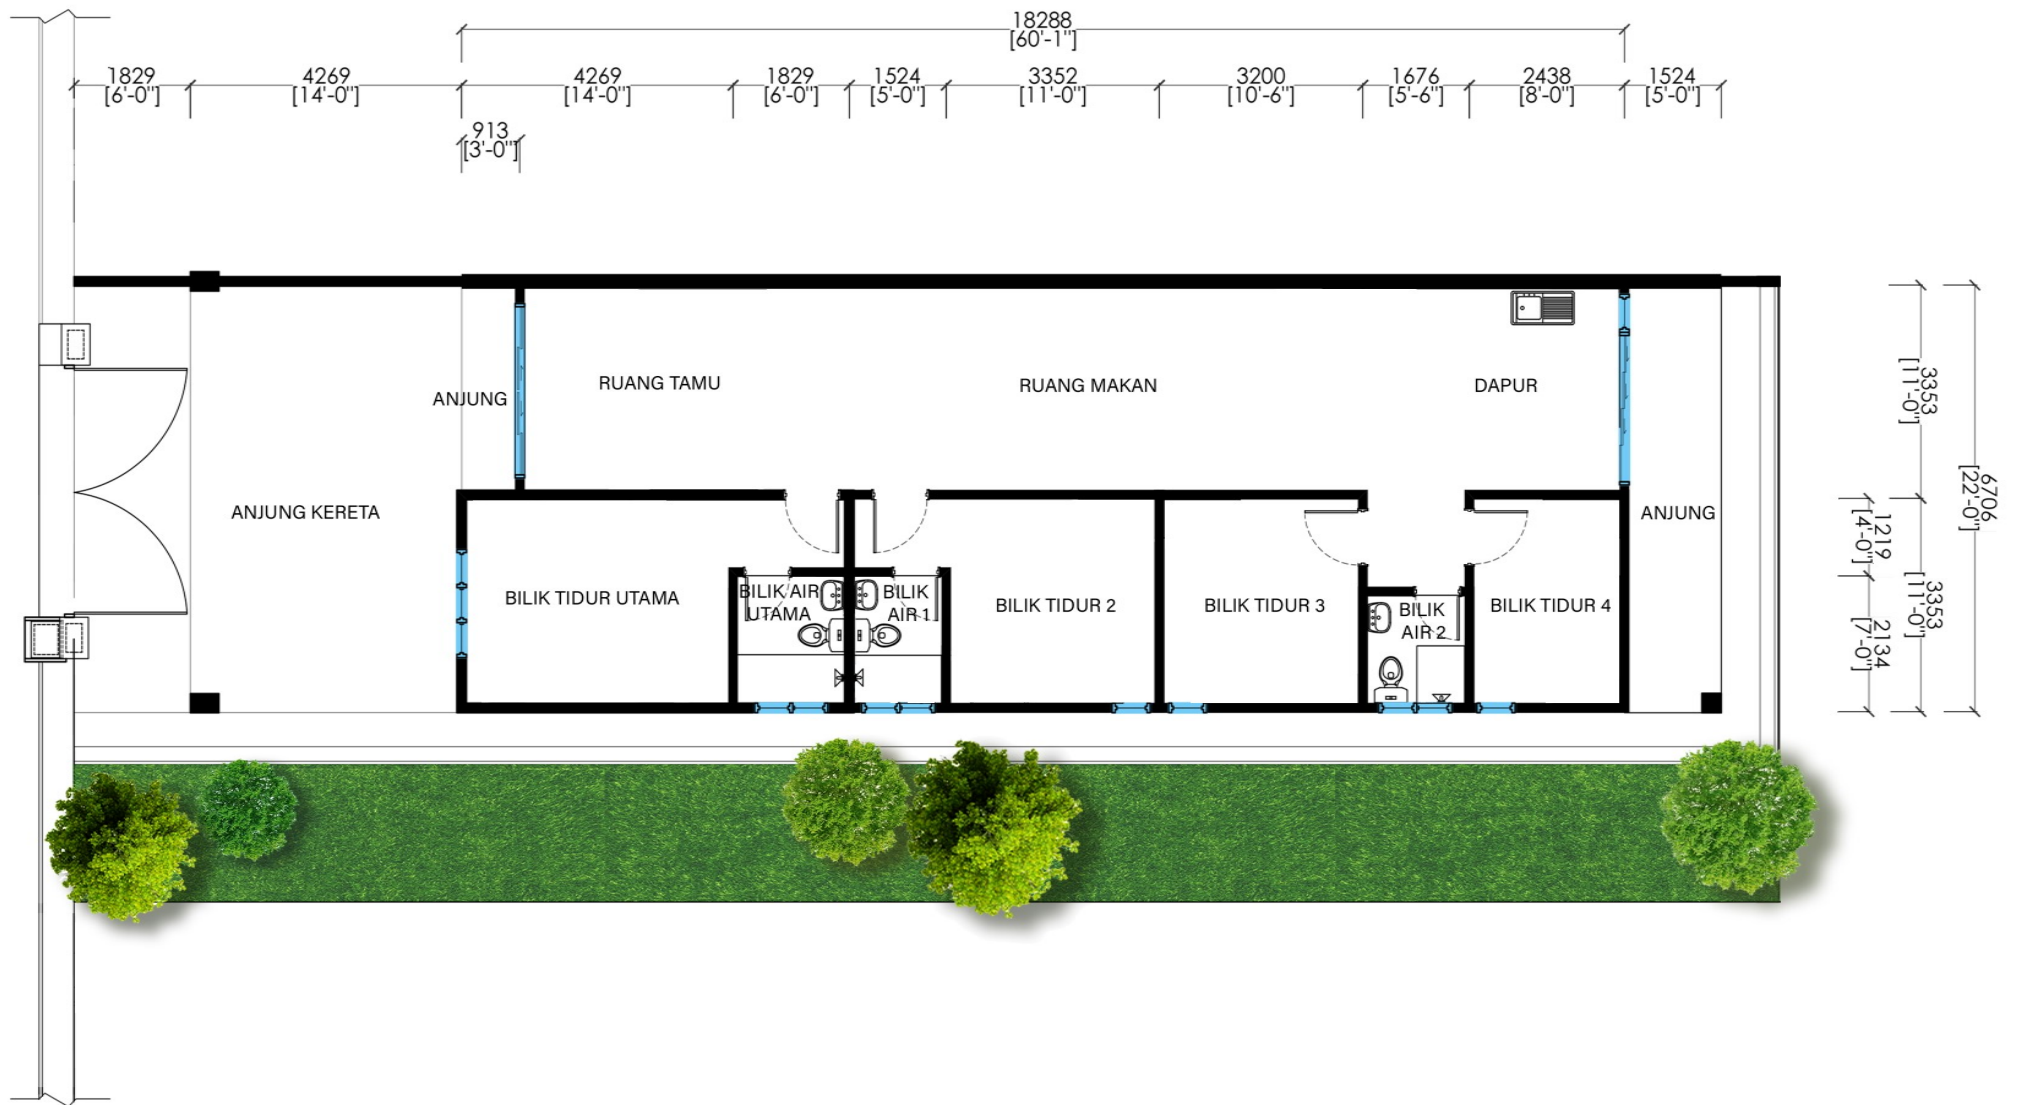 18288
[60'-1"]
1829
[6'-0"]
4269
[14'-0"]
4269
[14'-0"]
1829
[6'-0"]
1524
[5'-0"]
3352
[11'-0"]
3200
[10'-6"]
1676
[5'-6"]
2438
[8'-0"]
1524
[5'-0"]
913
[3'-0"]
RUANG TAMU
RUANG MAKAN
DAPUR
ANJUNG
ANJUNG KERETA
ANJUNG
BILIK TIDUR UTAMA
BILIK AIR
UTAMA
BILIK
AIR 1
BILIK TIDUR 2
BILIK TIDUR 3
BILIK
AIR 2
BILIK TIDUR 4
3353
[11'-0"]
6706
[22'-0"]
1219
[4'-0"]
3353
[11'-0"]
2134
[7'-0"]